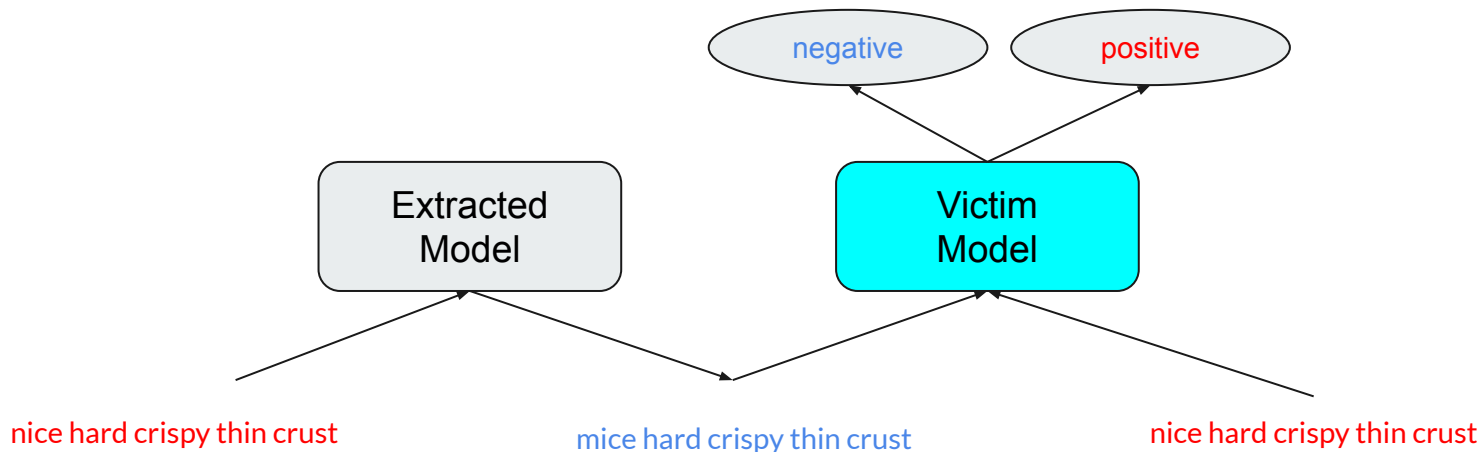 negative
positive
Extracted
Model
Victim
Model
nice hard crispy thin crust
mice hard crispy thin crust
nice hard crispy thin crust